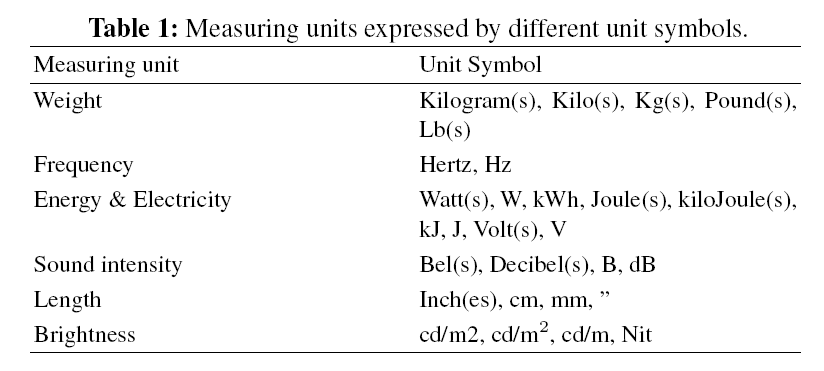 Table 1: Measuring units expressed by different unit symbols.
Measuring unit Unit Symbol
Weight Kilogram(s), Kilo(s), Kg(s), Pound(s),
Lb(s)
Frequency Hertz, Hz
Energy & Electricity Watt(s), W, kWh, Joule(s), kiloJoule(s),
kJ, J, Volt(s), V
Sound intensity Bel(s), Decibel(s), B, dB
Length Inch(es), cm, mm, ”
Brightness cd/m2, cd/m², cd/m, Nit